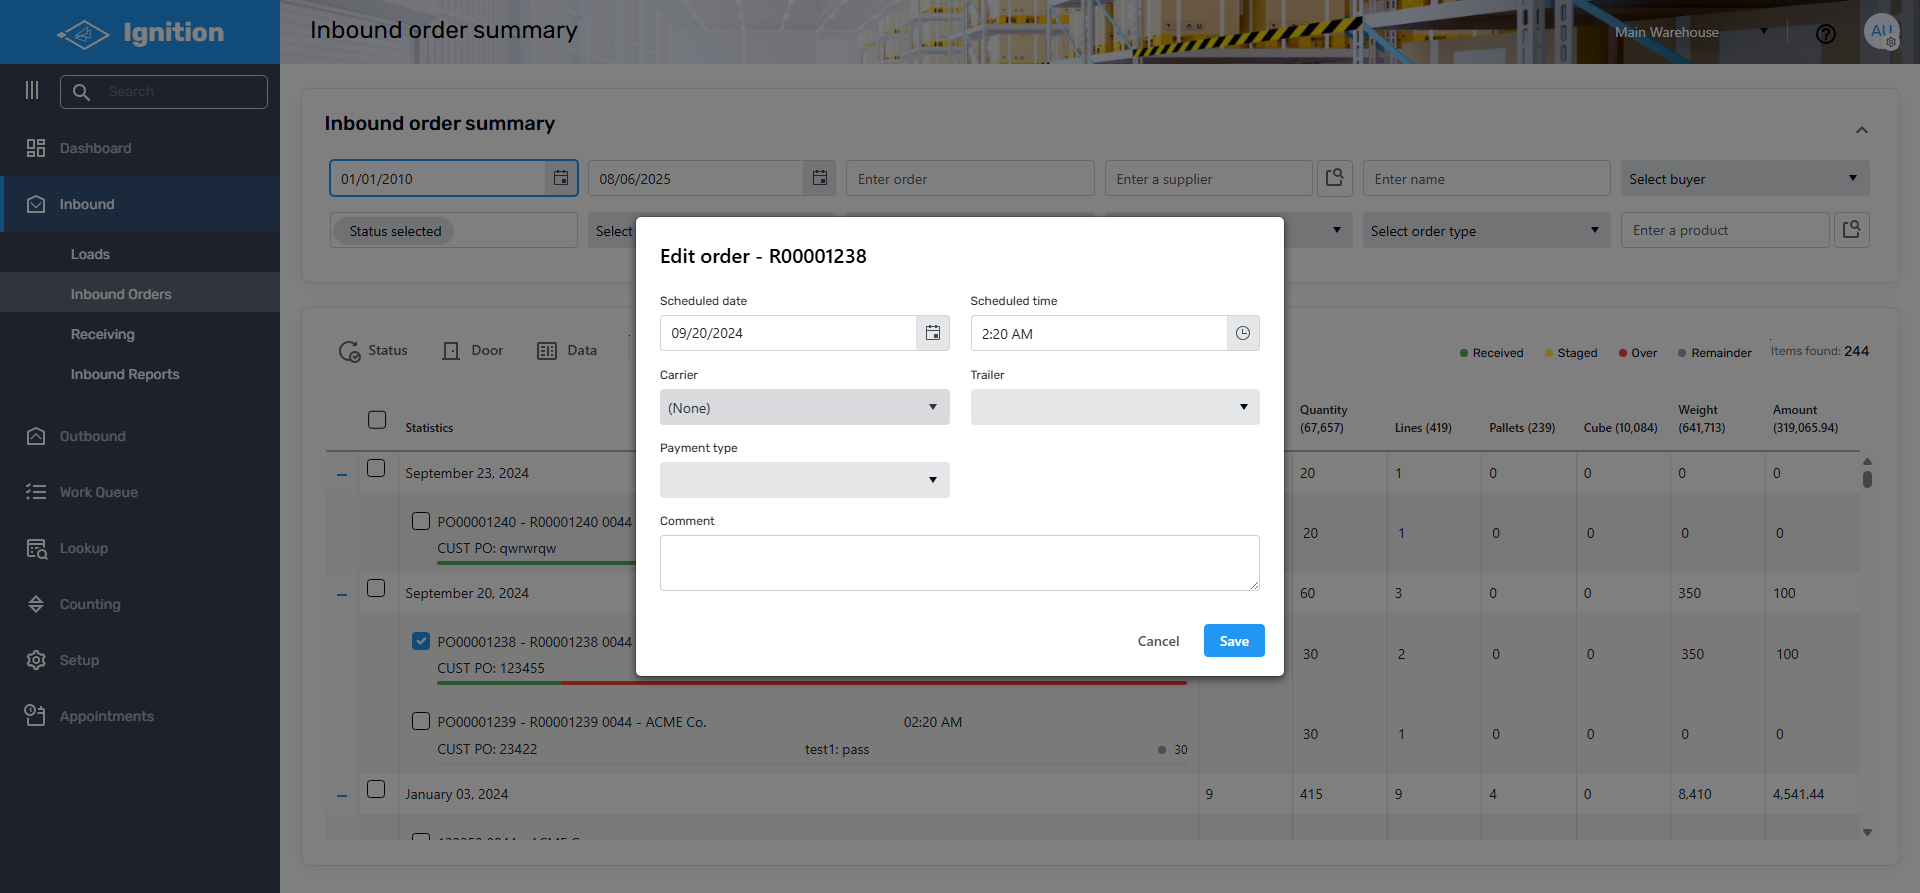 Ignition
Inbound order summary
Main Warehouse
AU
Search
Dashboard
Inbound
Loads
Inbound Orders
Receiving
Inbound Reports
Outbound
Work Queue
Lookup
Counting
Setup
Appointments
Inbound order summary
01/01/2010
08/06/2025
Enter order
Enter a supplier
Enter name
Select buyer
Status selected
Select
Select order type
Enter a product
Status
Door
Data
Received
Staged
Over
Remainder
Items found: 244
Statistics
Quantity (67,657)
Lines (419)
Pallets (239)
Cube (10,084)
Weight (641,713)
Amount (319,065.94)
September 23, 2024
20 1 0 0 0 0
PO00001240 - R00001240 0044
CUST PO: qwrwrqw
20 1 0 0 0 0
September 20, 2024
60 3 0 0 350 100
PO00001238 - R00001238 0044
CUST PO: 123455
30 2 0 0 350 100
PO00001239 - R00001239 0044 - ACME Co. 02:20 AM
CUST PO: 23422 test1: pass 30
30 1 0 0 0 0
January 03, 2024
9 415 9 4 0 8,410 4,541.44
Edit order - R00001238
Scheduled date
09/20/2024
Scheduled time
2:20 AM
Carrier
(None)
Trailer
Payment type
Comment
Cancel
Save